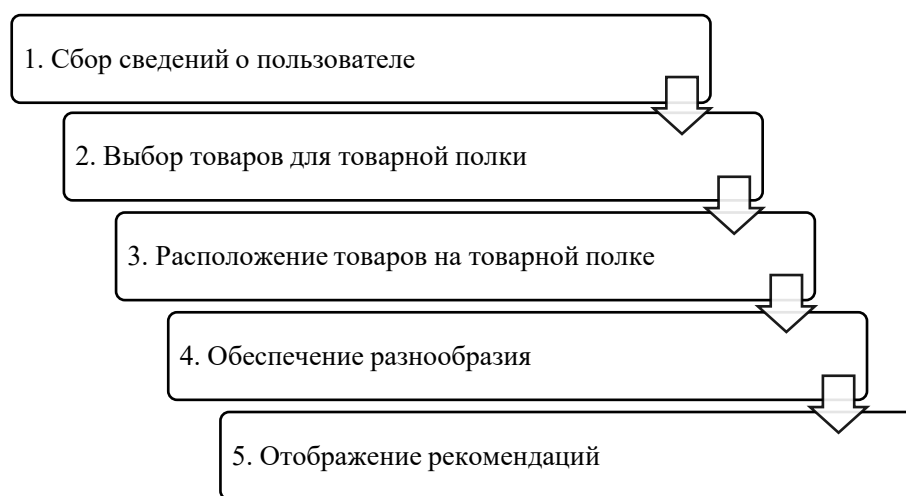 1. Сбор сведений о пользователе
2. Выбор товаров для товарной полки
3. Расположение товаров на товарной полке
4. Обеспечение разнообразия
5. Отображение рекомендаций